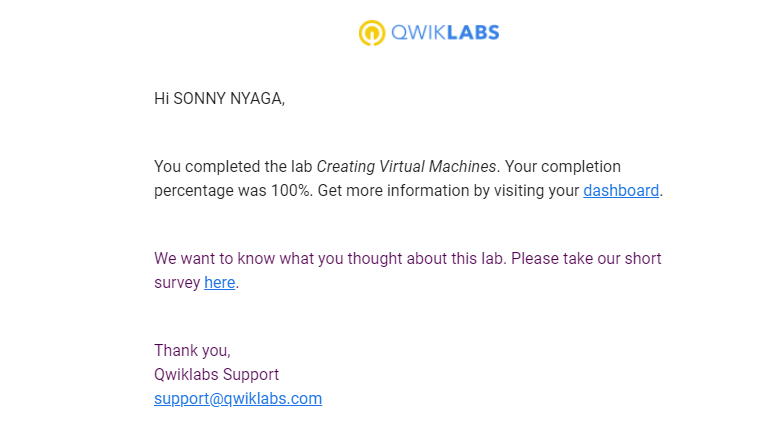 QWIKLABS
Hi SONNY NYAGA,
You completed the lab Creating Virtual Machines. Your completion
percentage was 100%. Get more information by visiting your dashboard.
We want to know what you thought about this lab. Please take our short
survey here.
Thank you,
Qwiklabs Support
support@qwiklabs.com